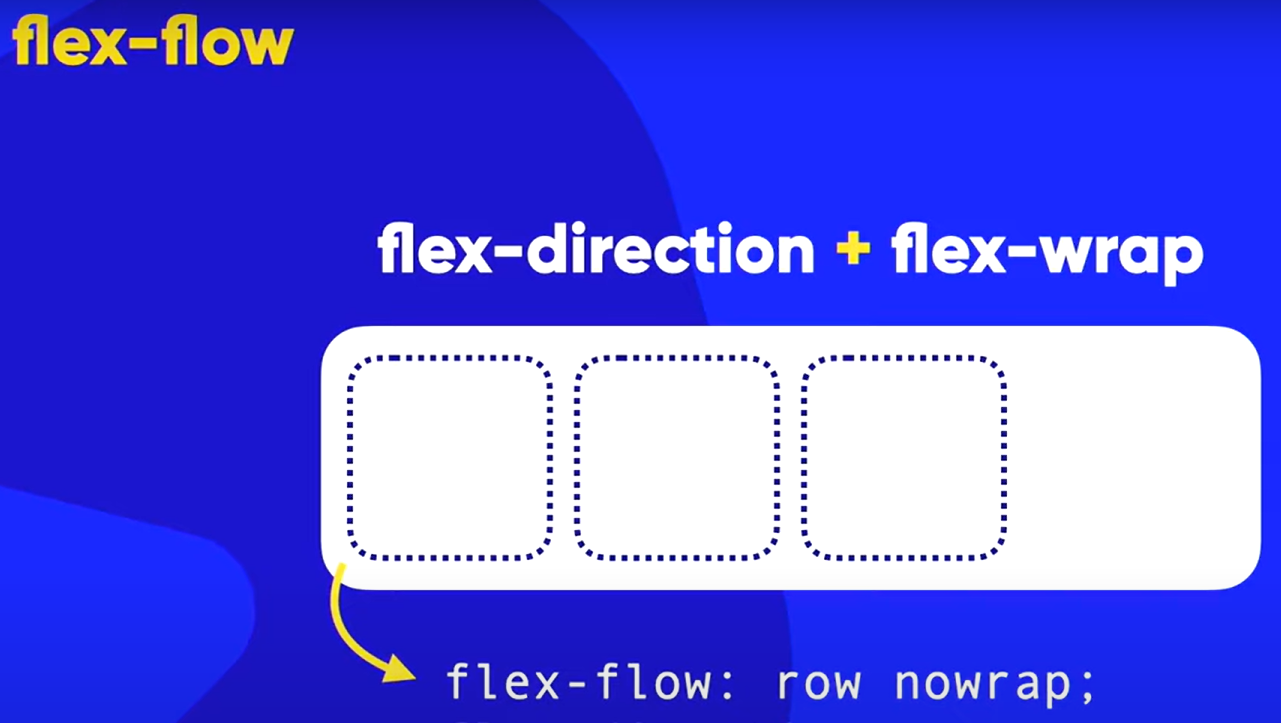 flex-flow
flex-direction + flex-wrap
flex-flow: row nowrap;